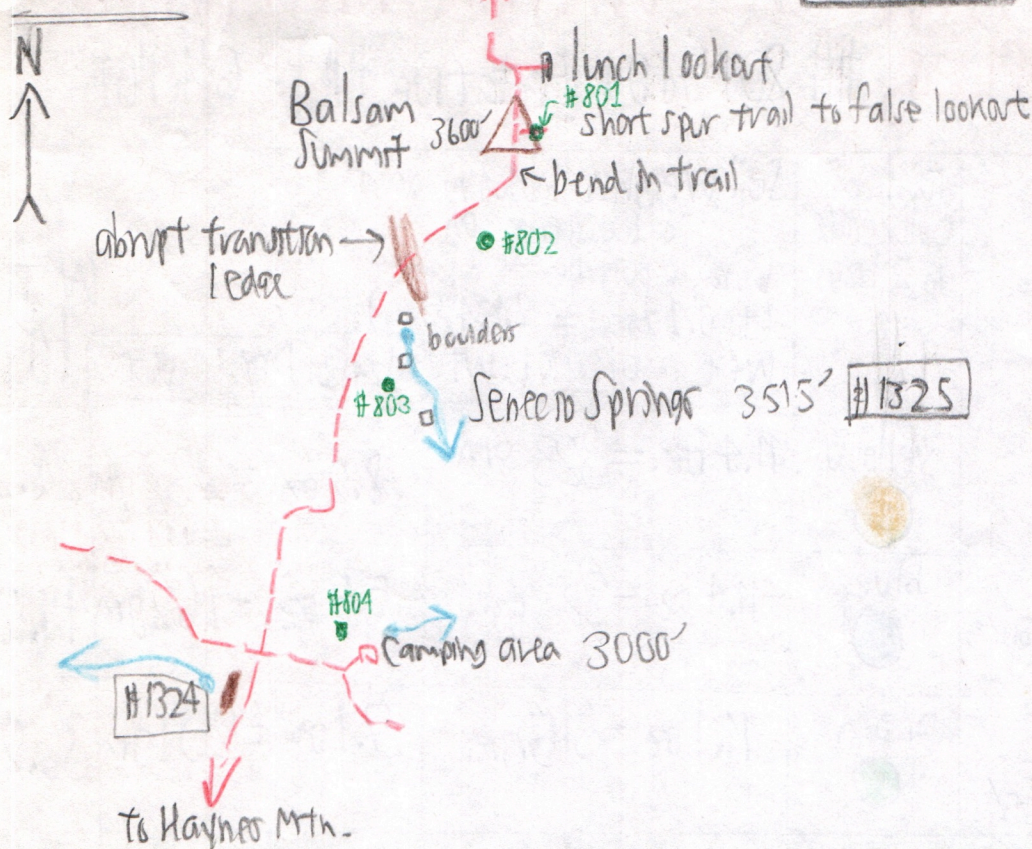 N
lunch lookout
#801
Balsam
Summit
3600'
short spur trail to false lookout
bend in trail
abrupt transition
ledge
#802
boulders
#803
Seneca Springs 3515' #1325
#804
Camping area 3000'
#1324
to Haynes Mtn.